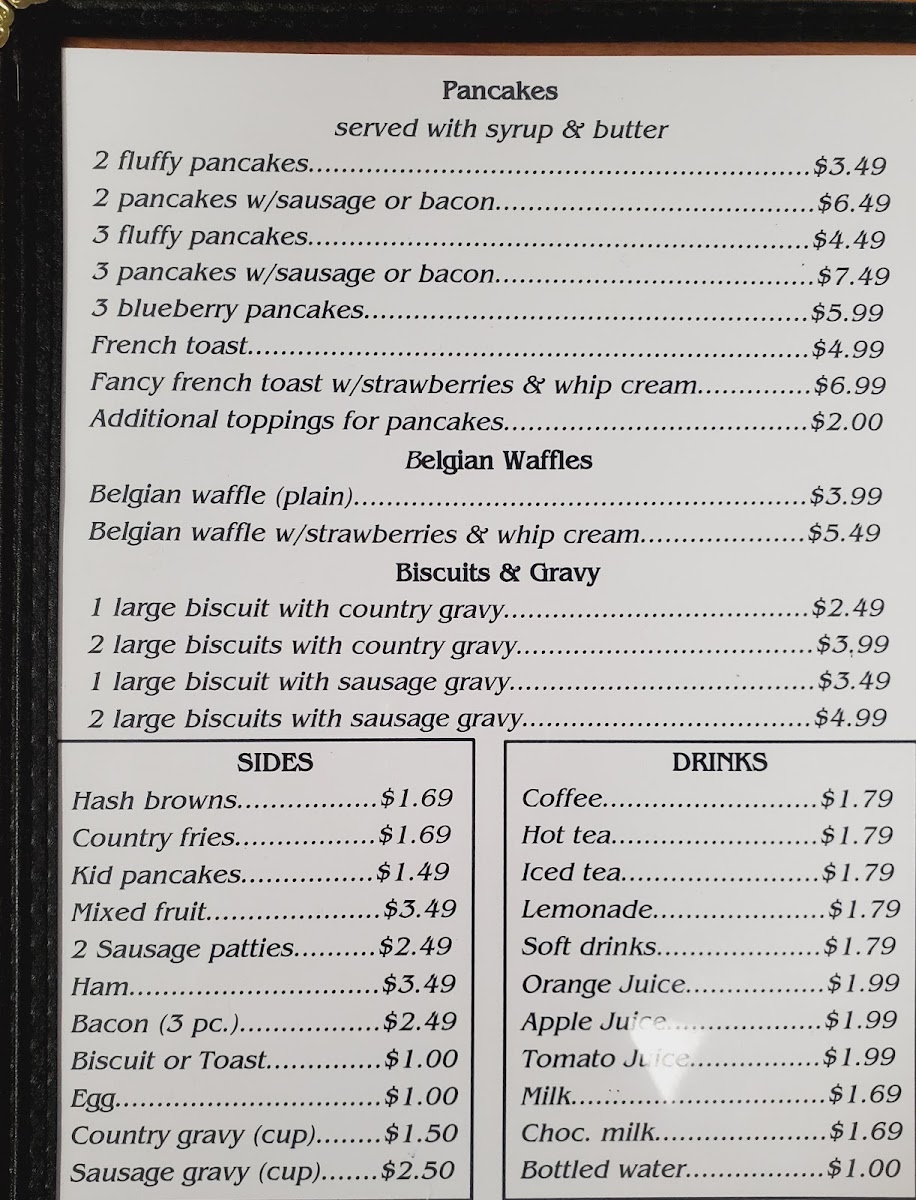 Pancakes
served with syrup & butter
2 fluffy pancakes..........................................................$3.49
2 pancakes w/sausage or bacon.....................................$6.49
3 fluffy pancakes..........................................................$4.49
3 pancakes w/sausage or bacon.....................................$7.49
3 blueberry pancakes....................................................$5.99
French toast.................................................................$4.99
Fancy french toast w/strawberries & whip cream.............$6.99
Additional toppings for pancakes...................................$2.00
Belgian Waffles
Belgian waffle (plain).....................................................$3.99
Belgian waffle w/strawberries & whip cream...................$5.49
Biscuits & Gravy
1 large biscuit with country gravy...................................$2.49
2 large biscuits with country gravy..................................$3.99
1 large biscuit with sausage gravy...................................$3.49
2 large biscuits with sausage gravy.................................$4.99
SIDES
Hash browns.................$1.69
Country fries.................$1.69
Kid pancakes................$1.49
Mixed fruit.....................$3.49
2 Sausage patties..........$2.49
Ham..............................$3.49
Bacon (3 pc.).................$2.49
Biscuit or Toast..............$1.00
Egg................................$1.00
Country gravy (cup)........$1.50
Sausage gravy (cup).......$2.50
DRINKS
Coffee..........................$1.79
Hot tea.........................$1.79
Iced tea........................$1.79
Lemonade.....................$1.79
Soft drinks....................$1.79
Orange Juice.................$1.99
Apple Juice...................$1.99
Tomato Juice................$1.99
Milk...............................$1.69
Choc. milk.....................$1.69
Bottled water.................$1.00